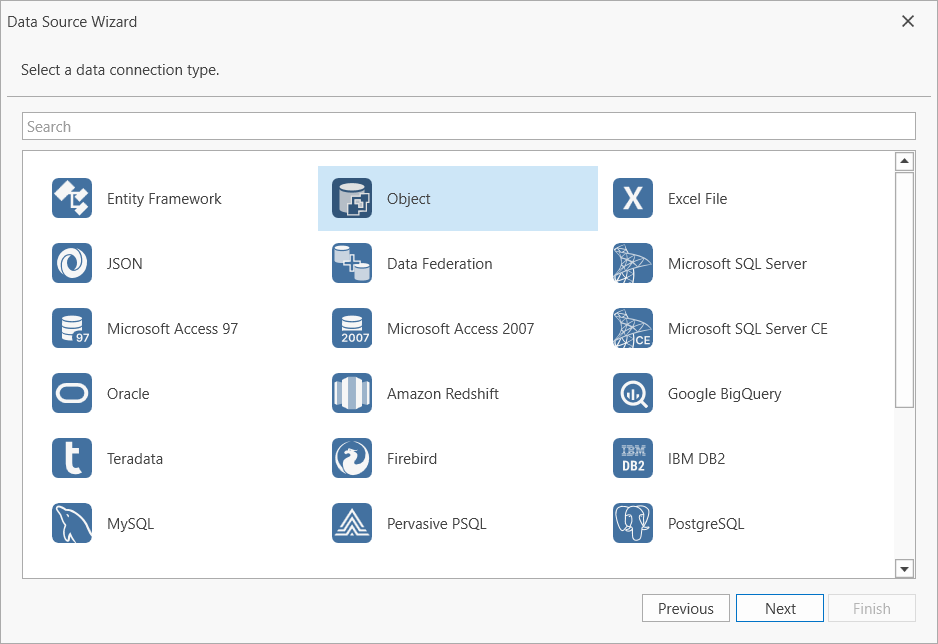 Data Source Wizard
Select a data connection type.
Search
Entity Framework
Object
Excel File
JSON
Data Federation
Microsoft SQL Server
97
Microsoft Access 97
2007
Microsoft Access 2007
CE
Microsoft SQL Server CE
Oracle
Amazon Redshift
Google BigQuery
t
Teradata
Firebird
IBM
DB2
IBM DB2
MySQL
Pervasive PSQL
PostgreSQL
Previous
Next
Finish